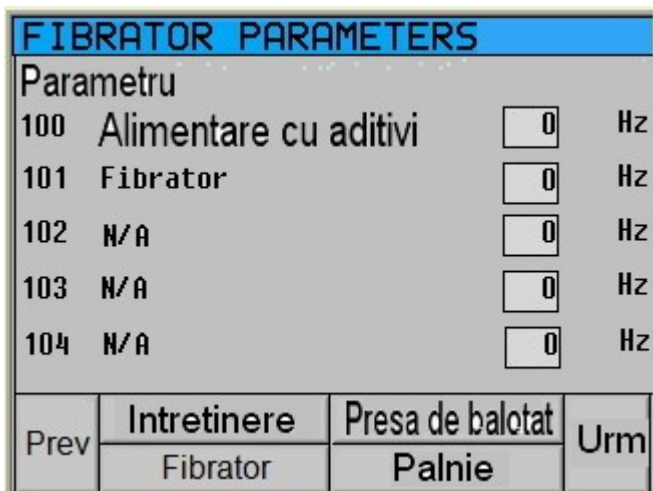 FIBRATOR PARAMETERS
Parametru
100 Alimentare cu aditivi 0 Hz
101 Fibrator 0 Hz
102 N/A 0 Hz
103 N/A 0 Hz
104 N/A 0 Hz
Prev Intretinere Presa de balotat Urm
Fibrator Palnie